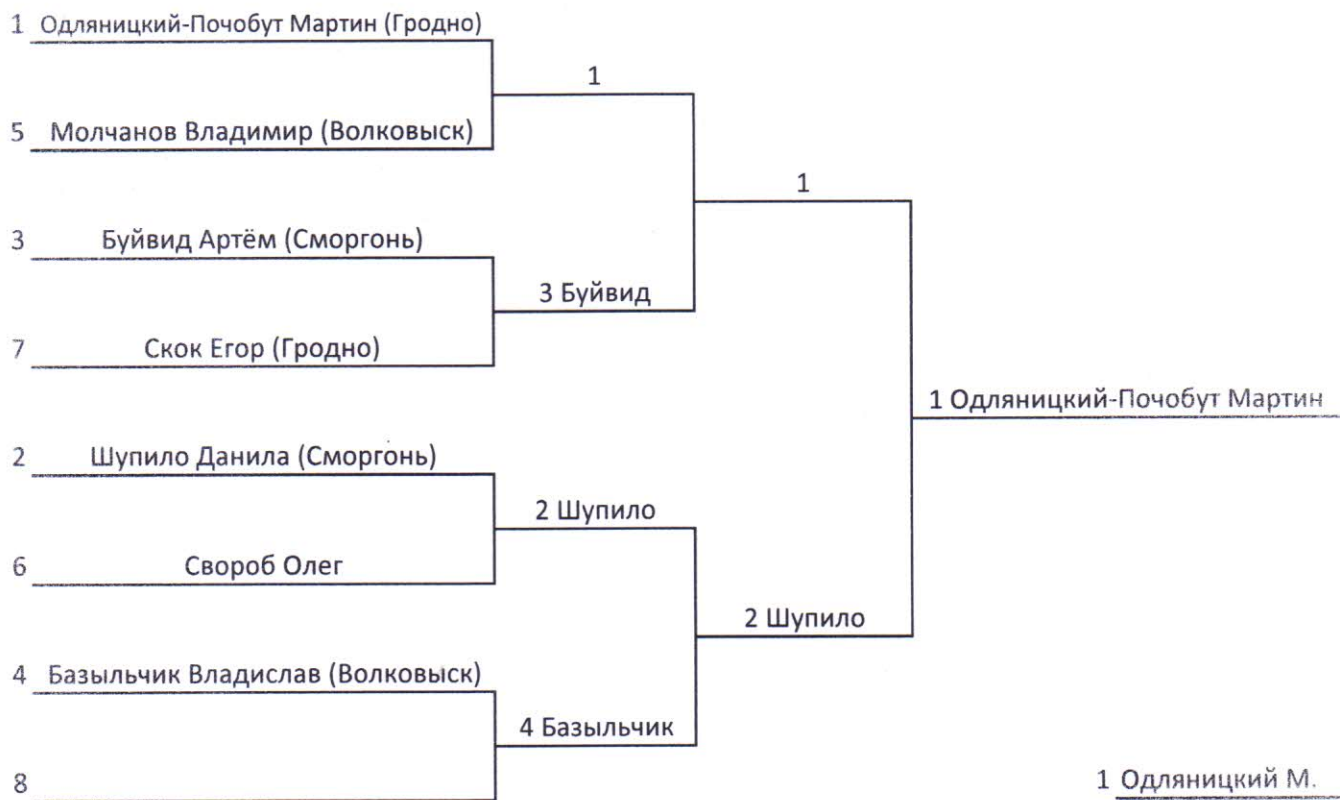 1 Одляницкий-Почобут Мартин (Гродно)
1
5 Молчанов Владимир (Волковыск)
1
3 Буйвид Артём (Сморгонь)
3 Буйвид
7 Скок Егор (Гродно)
1 Одляницкий-Почобут Мартин
2 Шупило Данила (Сморгонь)
2 Шупило
6 Свороб Олег
2 Шупило
4 Базыльчик Владислав (Волковыск)
4 Базыльчик
8
1 Одляницкий М.